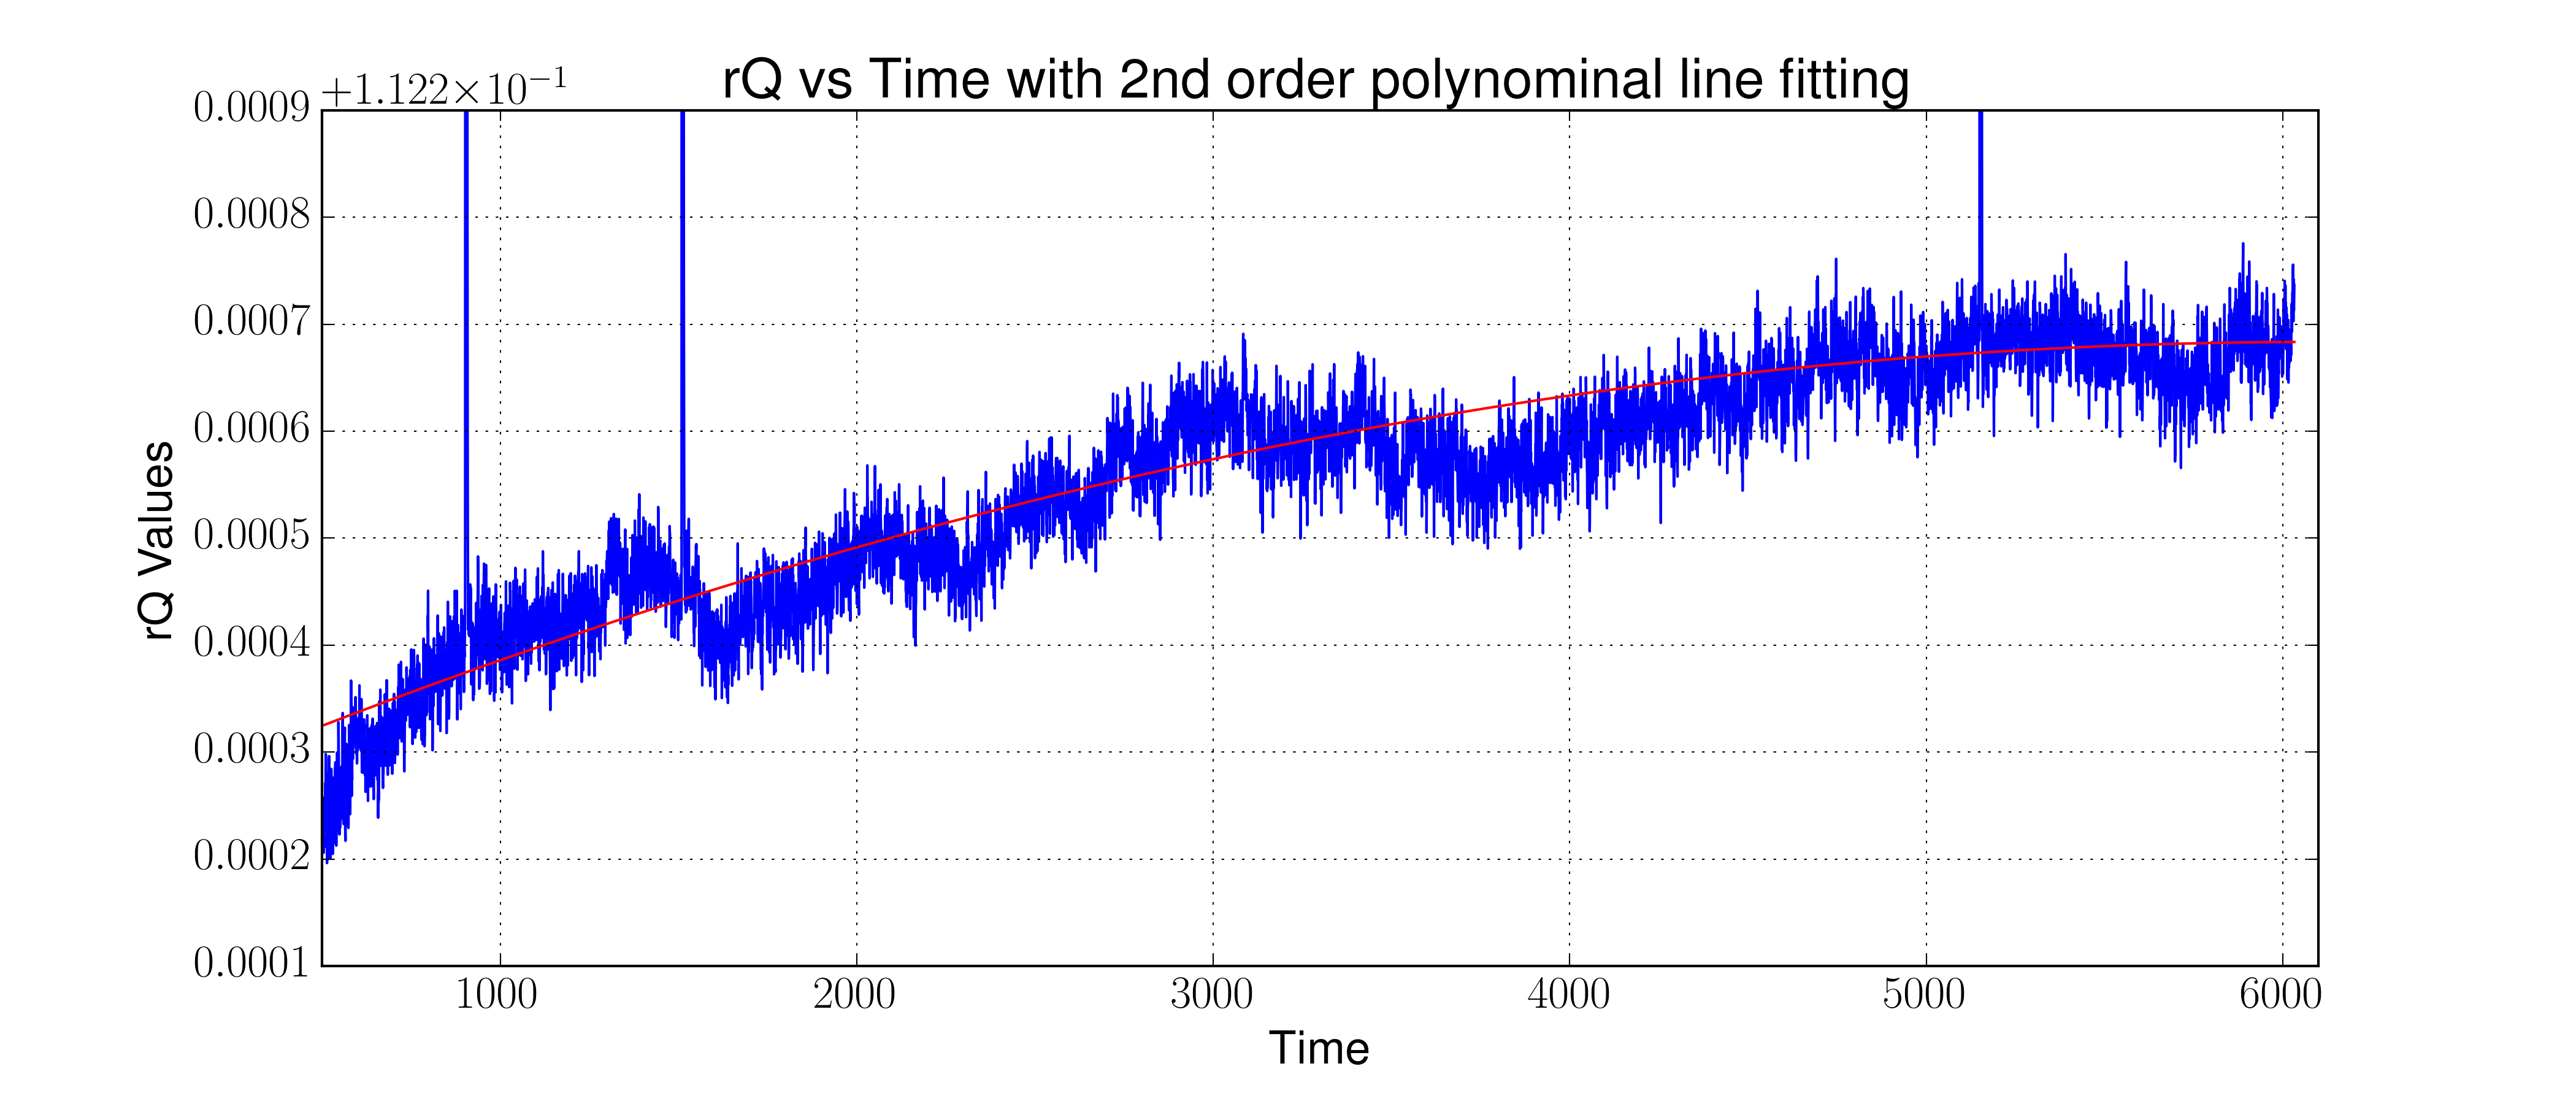 rQ vs Time with 2nd order polynominal line fitting
+1.122×10⁻¹
0.0009
0.0008
0.0007
0.0006
0.0005
0.0004
0.0003
0.0002
0.0001
rQ Values
1000 2000 3000 4000 5000 6000
Time